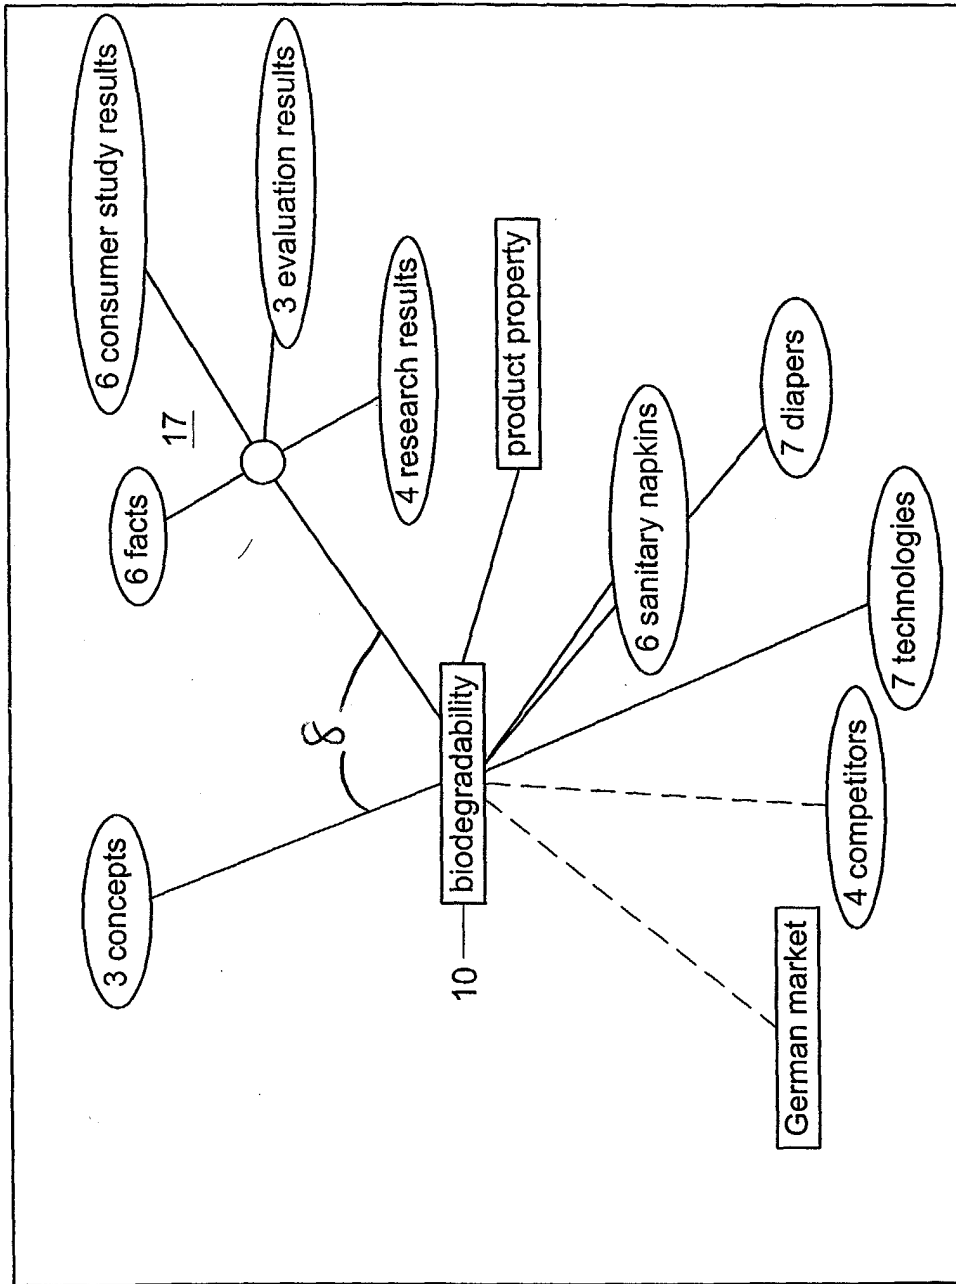 6 consumer study results
17
6 facts
3 evaluation results
3 concepts
8
4 research results
10
biodegradability
product property
6 sanitary napkins
7 diapers
German market
4 competitors
7 technologies